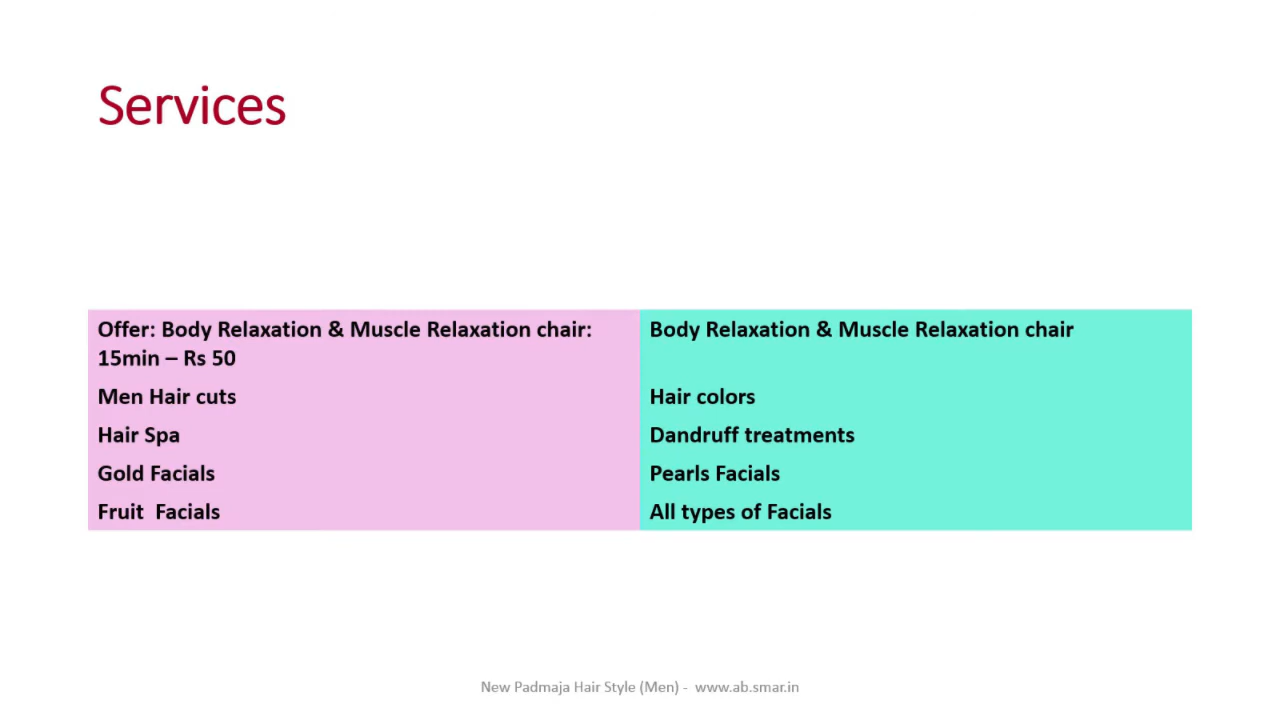 Services
Offer: Body Relaxation & Muscle Relaxation chair:
15min – Rs 50
Body Relaxation & Muscle Relaxation chair
Men Hair cuts
Hair colors
Hair Spa
Dandruff treatments
Gold Facials
Pearls Facials
Fruit  Facials
All types of Facials
New Padmaja Hair Style (Men) -  www.ab.smar.in